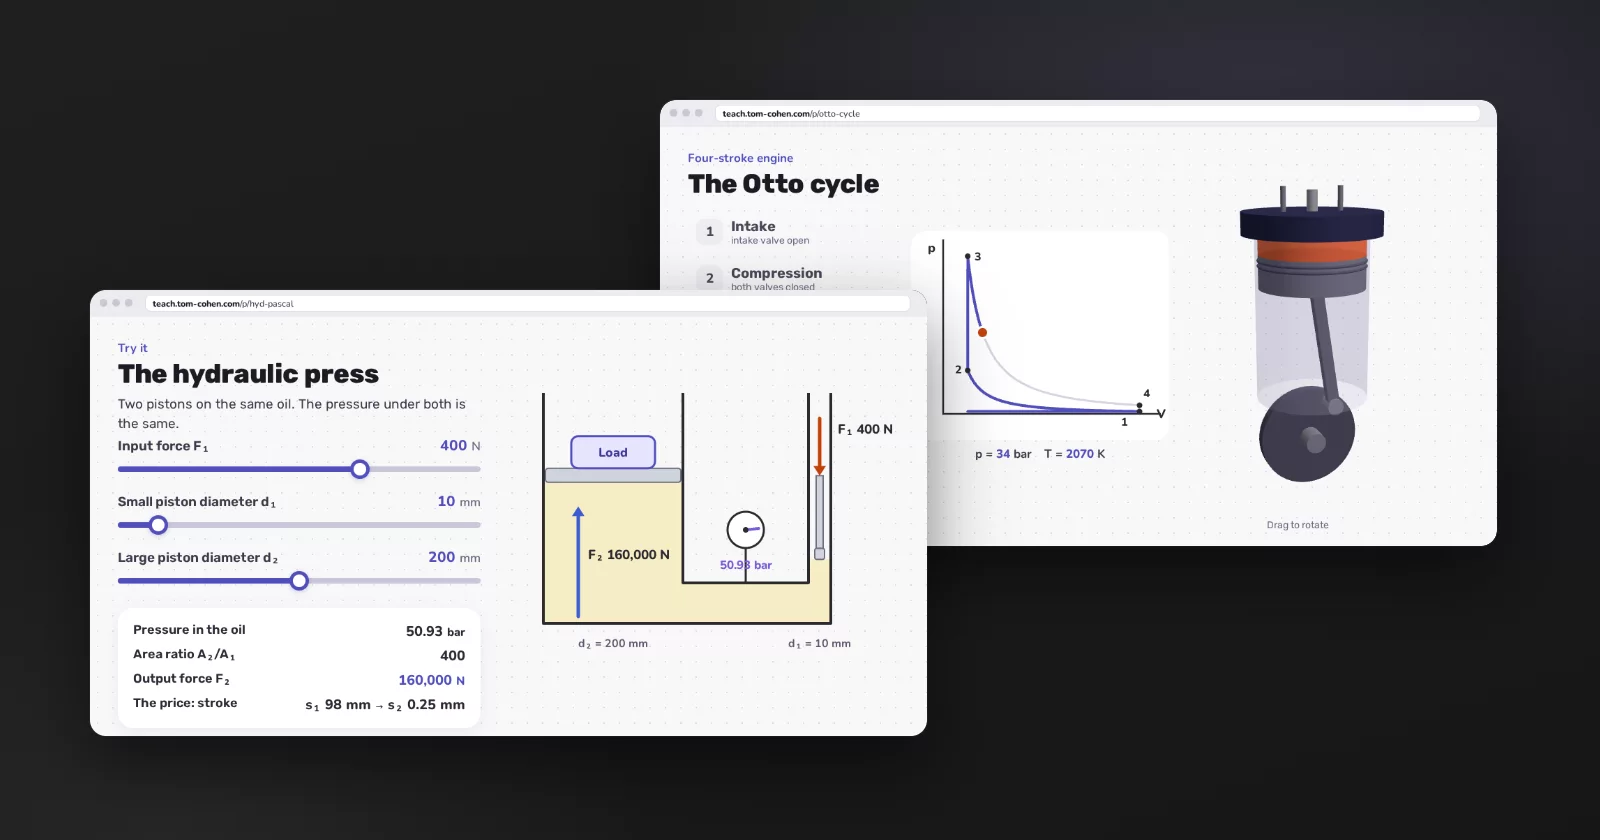 teach.tom-cohen.com/p/otto-cycle
Four-stroke engine
The Otto cycle
1 Intake
intake valve open
2 Compression
both valves closed
p
3
2
4
1
V
p = 34 bar T = 2070 K
Drag to rotate
teach.tom-cohen.com/p/hyd-pascal
Try it
The hydraulic press
Two pistons on the same oil. The pressure under both is
the same.
Input force F₁ 400 N
Small piston diameter d₁ 10 mm
Large piston diameter d₂ 200 mm
Pressure in the oil 50.93 bar
Area ratio A₂/A₁ 400
Output force F₂ 160,000 N
The price: stroke s₁ 98 mm → s₂ 0.25 mm
Load
F₁ 400 N
F₂ 160,000 N
50.93 bar
d₂ = 200 mm
d₁ = 10 mm